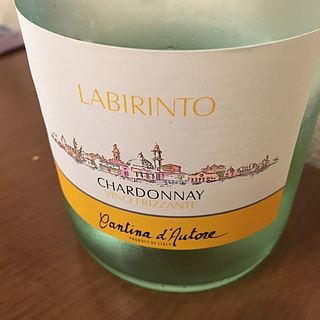 LABIRINTO
CHARDONNAY
VINO FRIZZANTE
Cantina d'Autore
PRODUCT OF ITALY